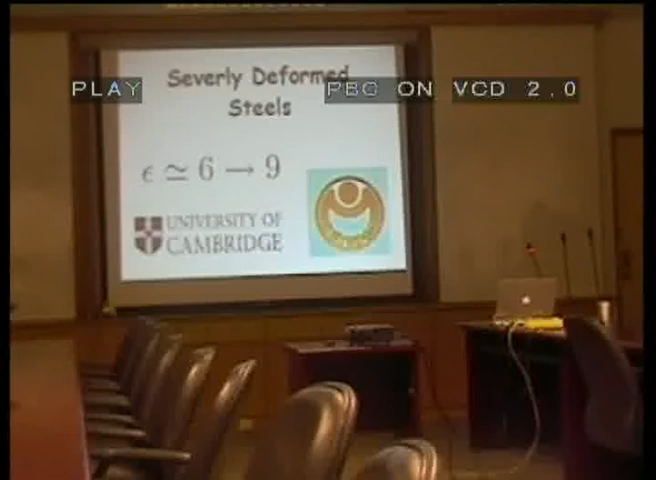 Severly Deformed
PLAY
PBC ON VCD 2.0
Steels
ϵ ≃ 6 → 9
UNIVERSITY OF
CAMBRIDGE